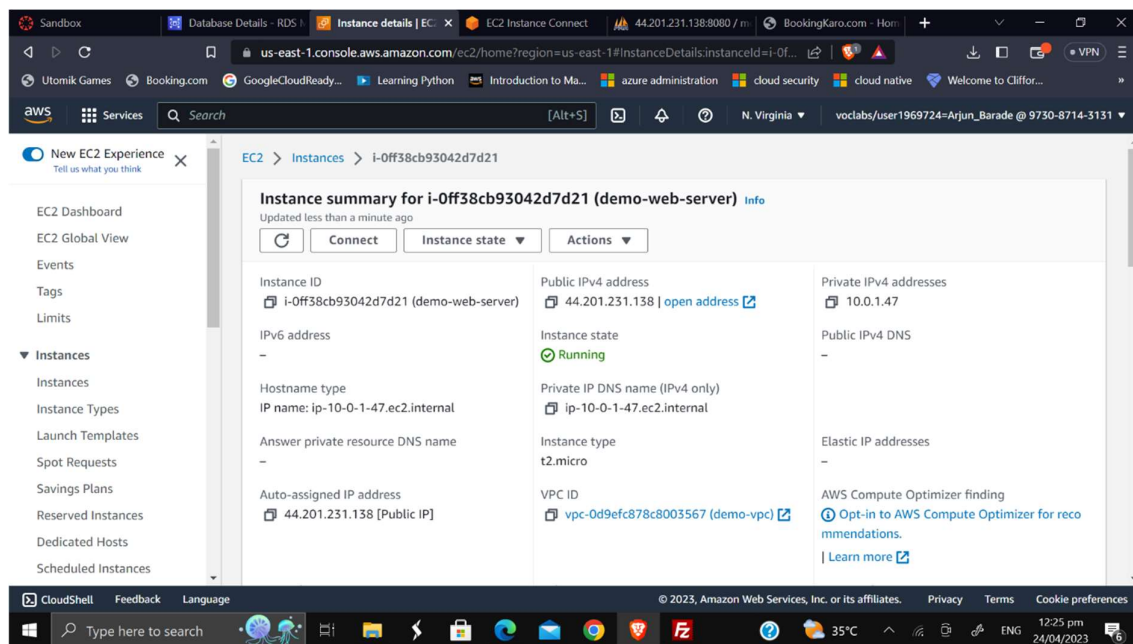 Sandbox
Database Details - RDS M
Instance details | EC
EC2 Instance Connect
44.201.231.138:8080 / m
BookingKaro.com - Hom
us-east-1.console.aws.amazon.com/ec2/home?region=us-east-1#InstanceDetails:instanceId=i-0f...
VPN
Utomik Games
Booking.com
GoogleCloudReady...
Learning Python
Introduction to Ma...
azure administration
cloud security
cloud native
Welcome to Cliffor...
»
aws
Services
Search
[Alt+S]
N. Virginia
voclabs/user1969724=Arjun_Barade @ 9730-8714-3131
New EC2 Experience
Tell us what you think
EC2 Dashboard
EC2 Global View
Events
Tags
Limits
Instances
Instances
Instance Types
Launch Templates
Spot Requests
Savings Plans
Reserved Instances
Dedicated Hosts
Scheduled Instances
EC2 > Instances > i-0ff38cb93042d7d21
Instance summary for i-0ff38cb93042d7d21 (demo-web-server) Info
Updated less than a minute ago
Connect
Instance state
Actions
Instance ID
i-0ff38cb93042d7d21 (demo-web-server)
Public IPv4 address
44.201.231.138 | open address
Private IPv4 addresses
10.0.1.47
IPv6 address
–
Instance state
Running
Public IPv4 DNS
–
Hostname type
IP name: ip-10-0-1-47.ec2.internal
Private IP DNS name (IPv4 only)
ip-10-0-1-47.ec2.internal
Answer private resource DNS name
–
Instance type
t2.micro
Elastic IP addresses
–
Auto-assigned IP address
44.201.231.138 [Public IP]
VPC ID
vpc-0d9efc878c8003567 (demo-vpc)
AWS Compute Optimizer finding
Opt-in to AWS Compute Optimizer for reco
mmendations.
| Learn more
CloudShell
Feedback
Language
© 2023, Amazon Web Services, Inc. or its affiliates.
Privacy
Terms
Cookie preferences
Type here to search
35°C
ENG
12:25 pm
24/04/2023
6